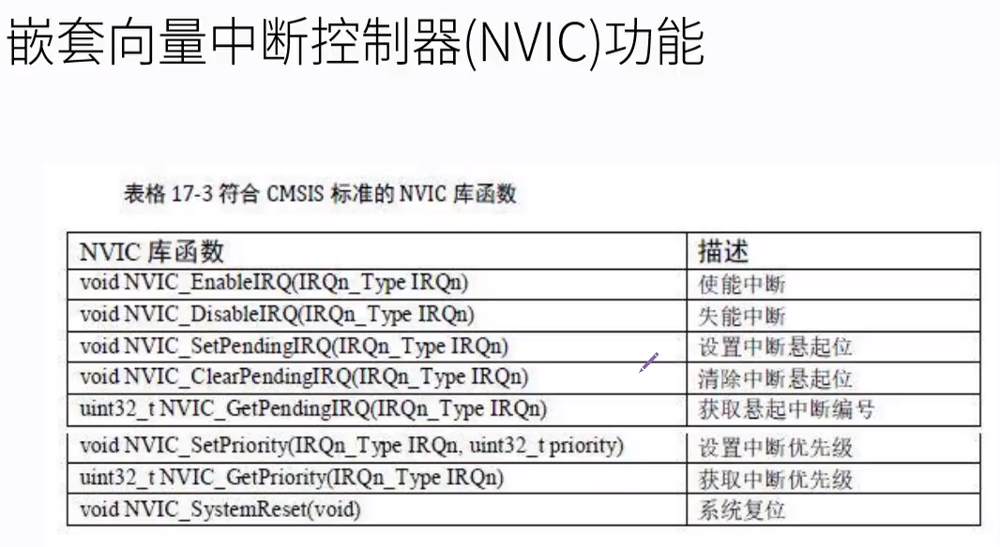 嵌套向量中断控制器(NVIC)功能
表格 17-3 符合 CMSIS 标准的 NVIC 库函数
NVIC 库函数 描述
void NVIC_EnableIRQ(IRQn_Type IRQn) 使能中断
void NVIC_DisableIRQ(IRQn_Type IRQn) 失能中断
void NVIC_SetPendingIRQ(IRQn_Type IRQn) 设置中断悬起位
void NVIC_ClearPendingIRQ(IRQn_Type IRQn) 清除中断悬起位
uint32_t NVIC_GetPendingIRQ(IRQn_Type IRQn) 获取悬起中断编号
void NVIC_SetPriority(IRQn_Type IRQn, uint32_t priority) 设置中断优先级
uint32_t NVIC_GetPriority(IRQn_Type IRQn) 获取中断优先级
void NVIC_SystemReset(void) 系统复位